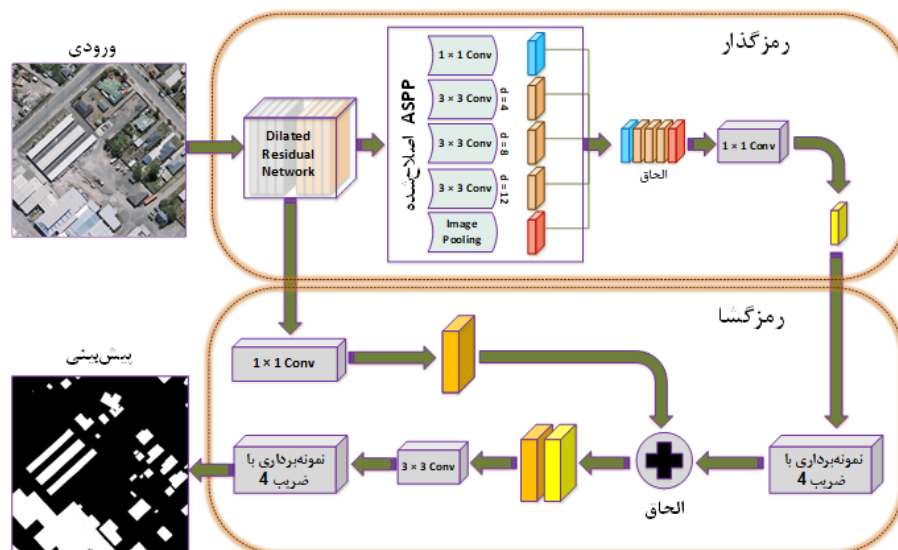 ورودی
رمزگذار
Dilated
Residual
Network
ASPP اصلاح‌شده
1 × 1 Conv
3 × 3 Conv
d = 4
3 × 3 Conv
d = 8
3 × 3 Conv
d = 12
Image
Pooling
الحاق
1 × 1 Conv
رمزگشا
پیش‌بینی
1 × 1 Conv
نمونه‌برداری با
ضریب 4
3 × 3 Conv
الحاق
نمونه‌برداری با
ضریب 4